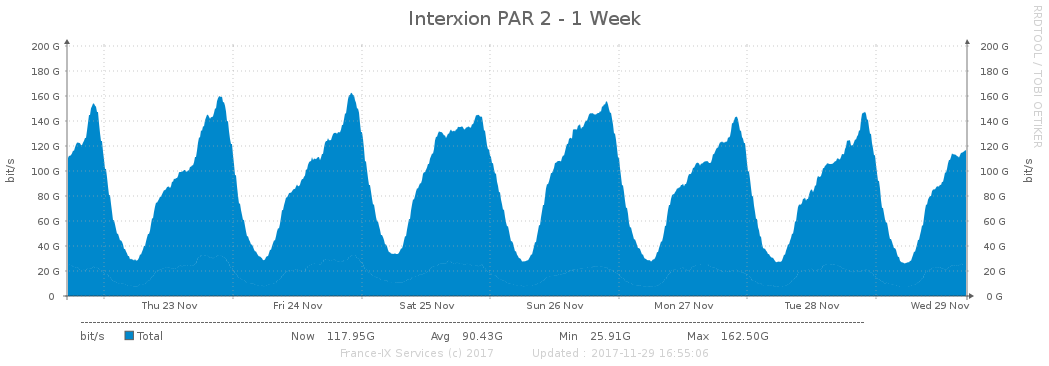 Interxion PAR 2 - 1 Week
RRDTOOL / TOBI OETIKER
bit/s
200 G
180 G
160 G
140 G
120 G
100 G
80 G
60 G
40 G
20 G
0
200 G
180 G
160 G
140 G
120 G
100 G
80 G
60 G
40 G
20 G
0 G
bit/s
Thu 23 Nov Fri 24 Nov Sat 25 Nov Sun 26 Nov Mon 27 Nov Tue 28 Nov Wed 29 Nov
bit/s Total Now 117.95G Avg 90.43G Min 25.91G Max 162.50G
France-IX Services (c) 2017 Updated : 2017-11-29 16:55:06